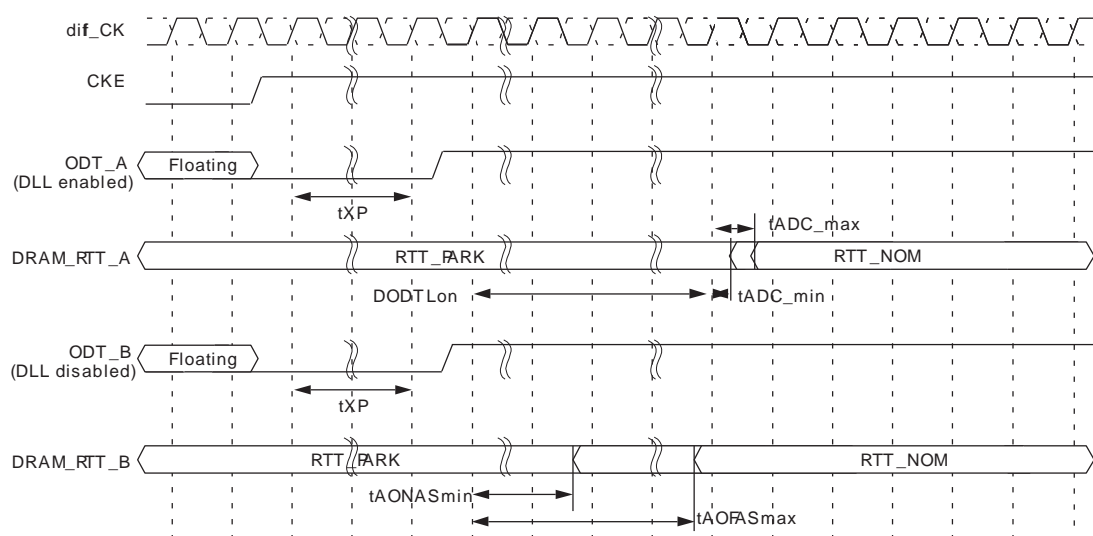 dif_CK
CKE
ODT_A
(DLL enabled)
Floating
tXP
tADC_max
DRAM_RTT_A
RTT_PARK
RTT_NOM
DODTLon
tADC_min
ODT_B
(DLL disabled)
Floating
tXP
DRAM_RTT_B
RTT_PARK
RTT_NOM
tAONASmin
tAOFASmax